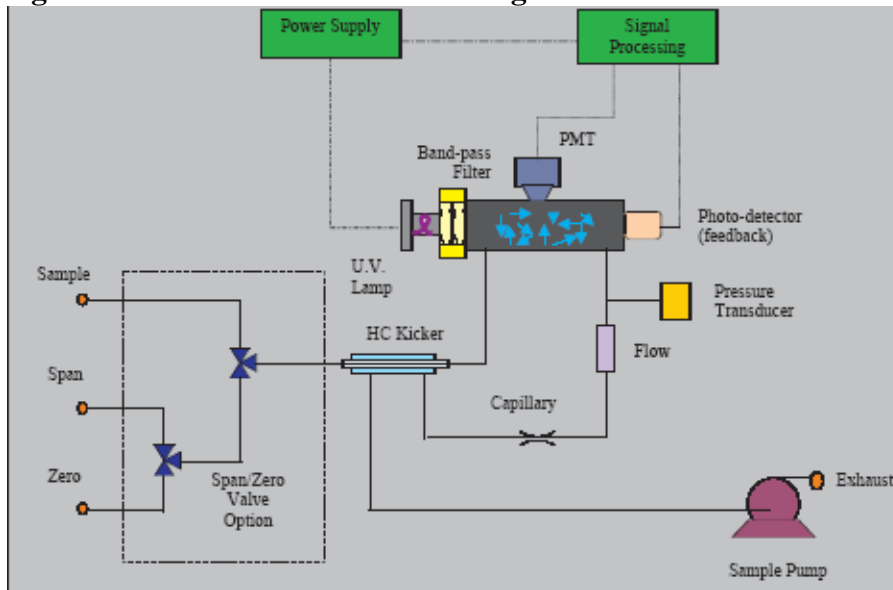 Power Supply
Signal
Processing
PMT
Band-pass
Filter
Photo-detector
(feedback)
U.V.
Lamp
Sample
Pressure
Transducer
HC Kicker
Flow
Span
Capillary
Zero
Span/Zero
Valve
Option
Exhaust
Sample Pump